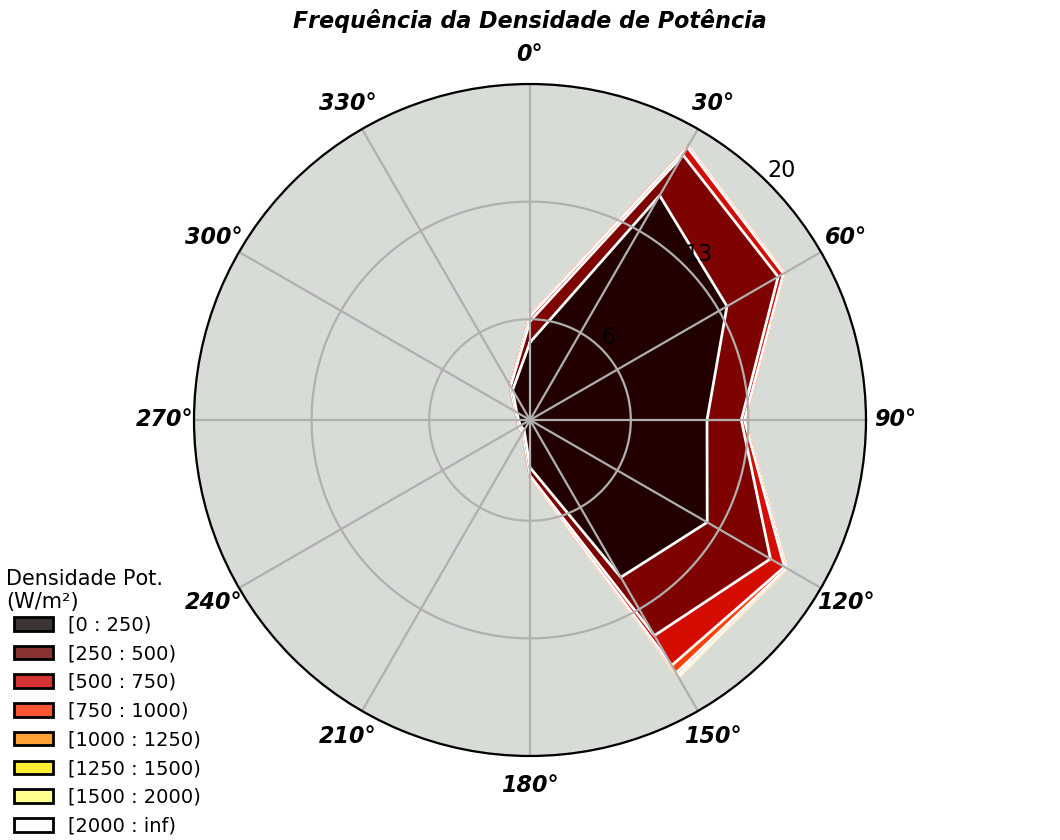 Frequência da Densidade de Potência
0°
330°
30°
20
300°
60°
13
6
270°
90°
240°
120°
210°
150°
180°
Densidade Pot.
(W/m²)
[0 : 250)
[250 : 500)
[500 : 750)
[750 : 1000)
[1000 : 1250)
[1250 : 1500)
[1500 : 2000)
[2000 : inf)